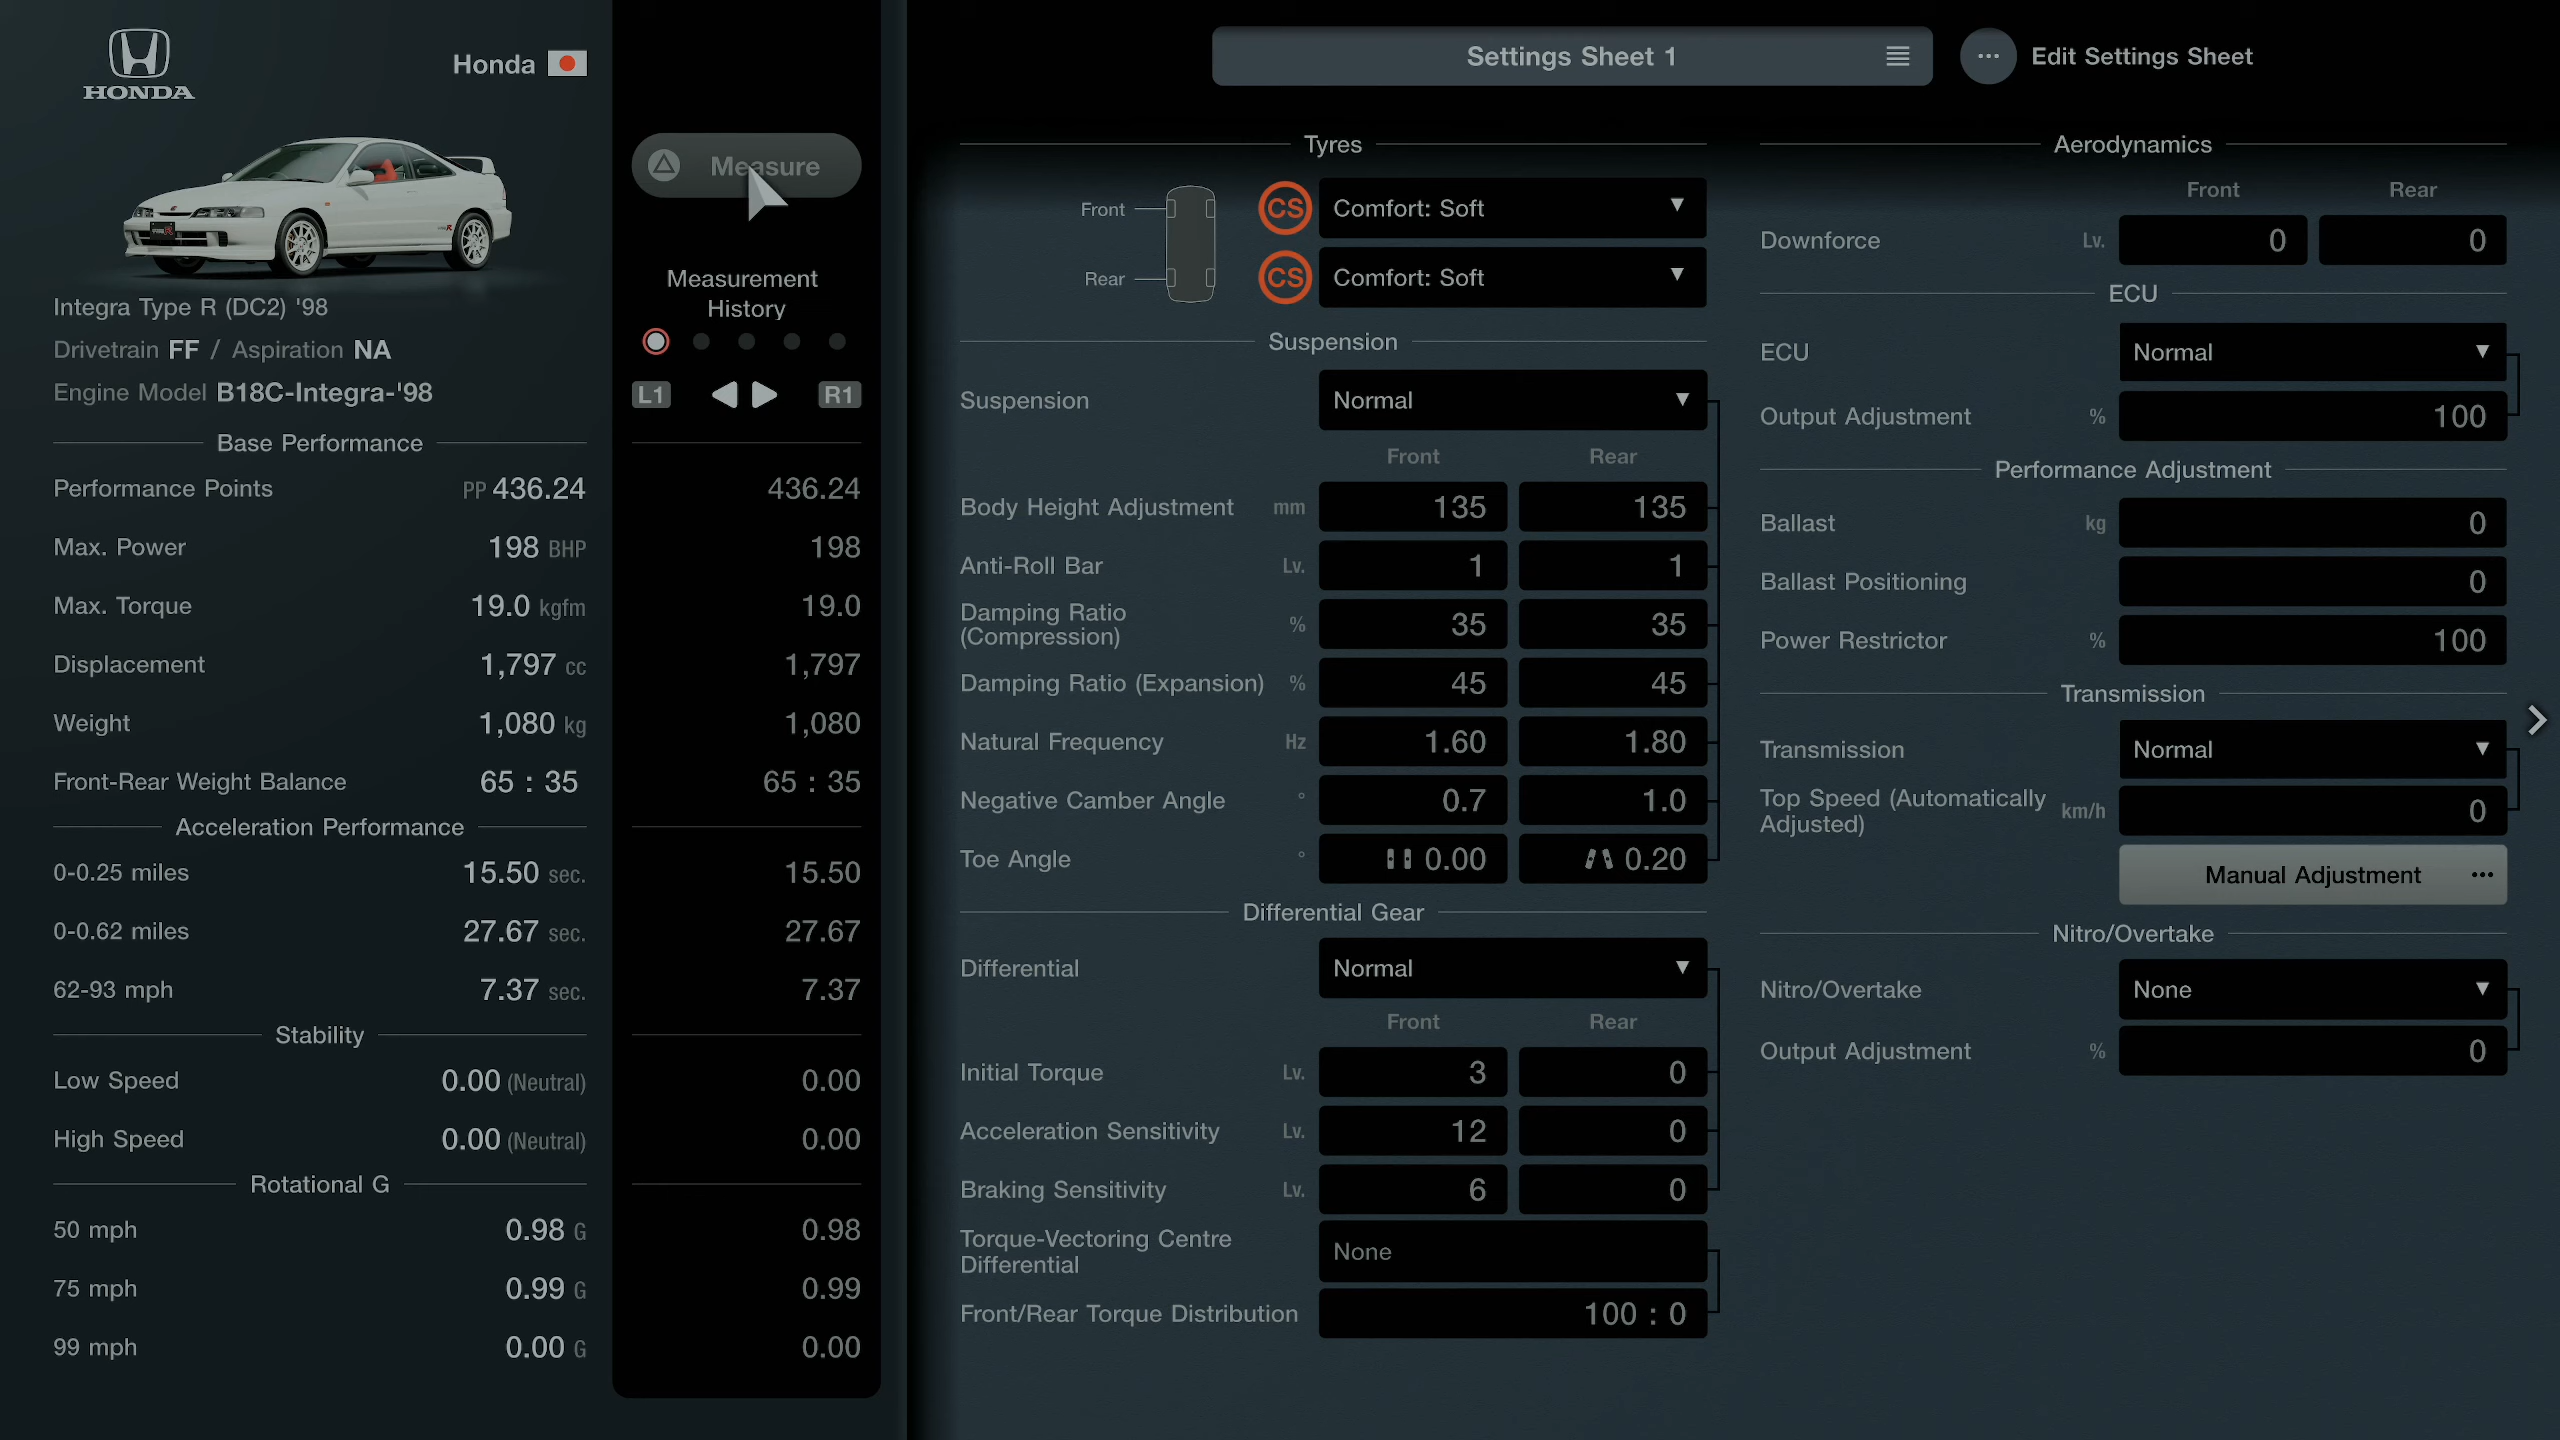 HONDA
Honda
Integra Type R (DC2) '98
Drivetrain FF / Aspiration NA
Engine Model B18C-Integra-'98
Base Performance
Performance Points PP 436.24
Max. Power 198 BHP
Max. Torque 19.0 kgfm
Displacement 1,797 cc
Weight 1,080 kg
Front-Rear Weight Balance 65 : 35
Acceleration Performance
0-0.25 miles 15.50 sec.
0-0.62 miles 27.67 sec.
62-93 mph 7.37 sec.
Stability
Low Speed 0.00 (Neutral)
High Speed 0.00 (Neutral)
Rotational G
50 mph 0.98 G
75 mph 0.99 G
99 mph 0.00 G
Measure
Measurement
History
L1 R1
436.24
198
19.0
1,797
1,080
65 : 35
15.50
27.67
7.37
0.00
0.00
0.98
0.99
0.00
Settings Sheet 1
Edit Settings Sheet
Tyres
Front CS Comfort: Soft
Rear CS Comfort: Soft
Suspension
Suspension Normal
Front Rear
Body Height Adjustment mm 135 135
Anti-Roll Bar Lv. 1 1
Damping Ratio
(Compression) % 35 35
Damping Ratio (Expansion) % 45 45
Natural Frequency Hz 1.60 1.80
Negative Camber Angle ° 0.7 1.0
Toe Angle ° 0.00 0.20
Differential Gear
Differential Normal
Front Rear
Initial Torque Lv. 3 0
Acceleration Sensitivity Lv. 12 0
Braking Sensitivity Lv. 6 0
Torque-Vectoring Centre
Differential None
Front/Rear Torque Distribution 100 : 0
Aerodynamics
Front Rear
Downforce Lv. 0 0
ECU
ECU Normal
Output Adjustment % 100
Performance Adjustment
Ballast kg 0
Ballast Positioning 0
Power Restrictor % 100
Transmission
Transmission Normal
Top Speed (Automatically
Adjusted) km/h 0
Manual Adjustment
Nitro/Overtake
Nitro/Overtake None
Output Adjustment % 0